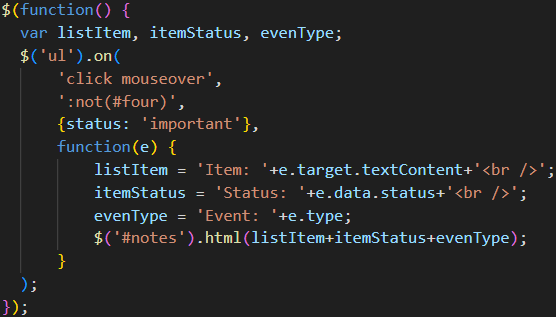 $(function() {
  var listItem, itemStatus, evenType;
  $('ul').on(
      'click mouseover',
      ':not(#four)',
      {status: 'important'},
      function(e) {
          listItem = 'Item: '+e.target.textContent+'<br />';
          itemStatus = 'Status: '+e.data.status+'<br />';
          evenType = 'Event: '+e.type;
          $('#notes').html(listItem+itemStatus+evenType);
      }
  );
});